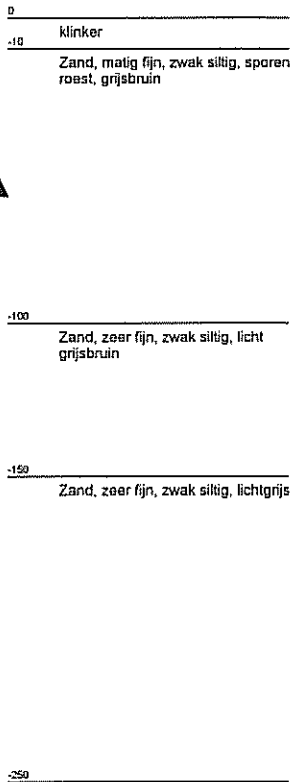 0
klinker
-10
Zand, matig fijn, zwak siltig, sporen
roest, grijsbruin
-100
Zand, zeer fijn, zwak siltig, licht
grijsbruin
-150
Zand, zeer fijn, zwak siltig, lichtgrijs
-250